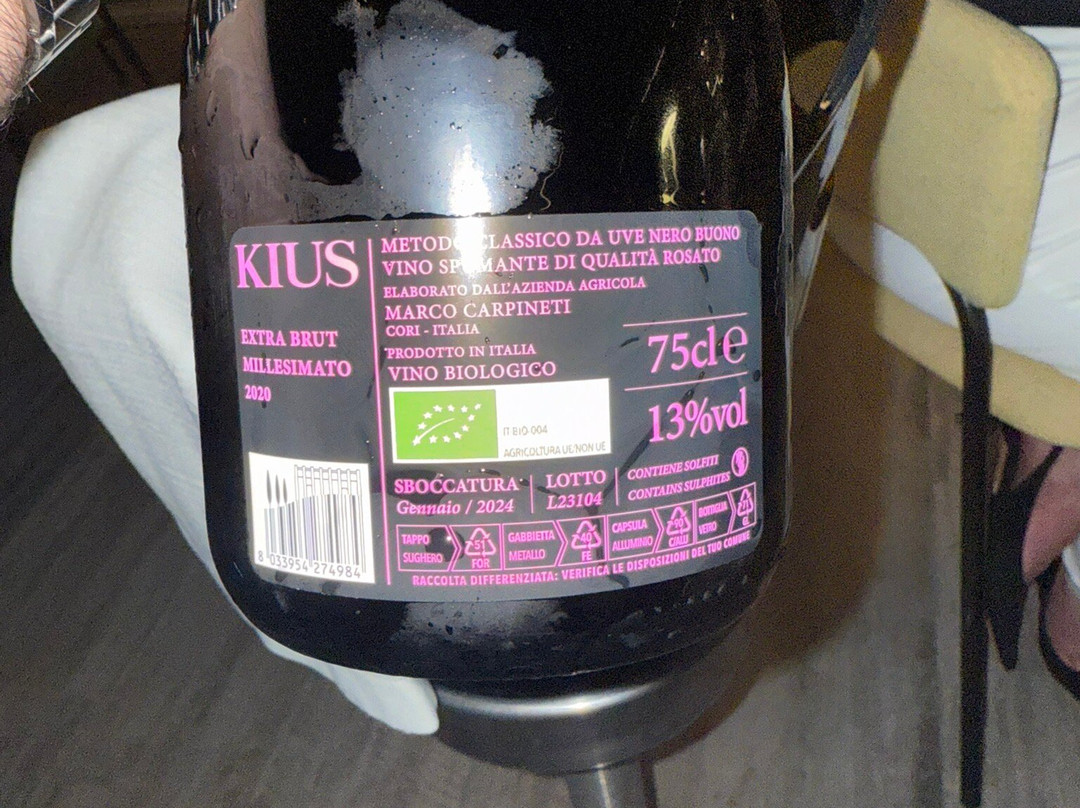 KIUS
EXTRA BRUT
MILLESIMATO
2020
METODO CLASSICO DA UVE NERO BUONO
VINO SPUMANTE DI QUALITÀ ROSATO
ELABORATO DALL'AZIENDA AGRICOLA
MARCO CARPINETI
CORI - ITALIA
PRODOTTO IN ITALIA
VINO BIOLOGICO
75cl e
13%vol
IT-BIO-004
AGRICOLTURA UE/NON UE
SBOCCATURA
Gennaio / 2024
LOTTO
L23104
CONTIENE SOLFITI
CONTAINS SULPHITES
TAPPO
SUGHERO
51
FOR
GABBIETTA
METALLO
40
FE
CAPSULA
ALLUMINIO
90
C/ALU
BOTTIGLIA
VETRO
71
GL
RACCOLTA DIFFERENZIATA: VERIFICA LE DISPOSIZIONI DEL TUO COMUNE
8 033954 274984